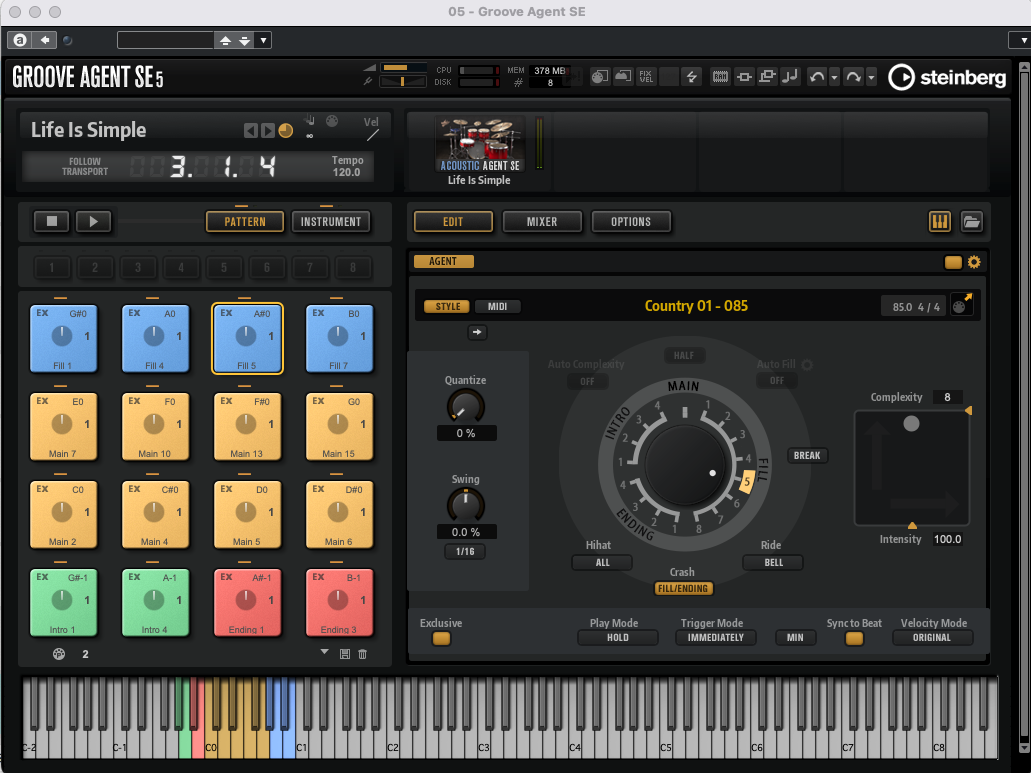 05 - Groove Agent SE
GROOVE AGENT SE 5
CPU
DISK
MEM 378 MB
# 8
FIX VEL
steinberg
Life Is Simple
Vel
FOLLOW TRANSPORT
3. 1. 4
Tempo
120.0
ACOUSTIC AGENT SE
Life Is Simple
PATTERN INSTRUMENT
EDIT MIXER OPTIONS
1 2 3 4 5 6 7 8
AGENT
EX G#0 1 Fill 1
EX A0 1 Fill 4
EX A#0 1 Fill 5
EX B0 1 Fill 7
EX E0 1 Main 7
EX F0 1 Main 10
EX F#0 1 Main 13
EX G0 1 Main 15
EX C0 1 Main 2
EX C#0 1 Main 4
EX D0 1 Main 5
EX D#0 1 Main 6
EX G#-1 1 Intro 1
EX A-1 1 Intro 4
EX A#-1 1 Ending 1
EX B-1 1 Ending 3
2
STYLE MIDI
Country 01 - 085
85.0 4 / 4
Quantize
0 %
Swing
0.0 %
1/16
Auto Complexity
OFF
HALF
Auto Fill
OFF
MAIN
INTRO
1 2 3 4
FILL
1 2 3 4 5 6 7 8
ENDING
1 2 3 4
BREAK
Hihat
ALL
Crash
FILL/ENDING
Ride
BELL
Complexity 8
Intensity 100.0
Exclusive
Play Mode
HOLD
Trigger Mode
IMMEDIATELY
MIN
Sync to Beat
Velocity Mode
ORIGINAL
C-2 C-1 C0 C1 C2 C3 C4 C5 C6 C7 C8